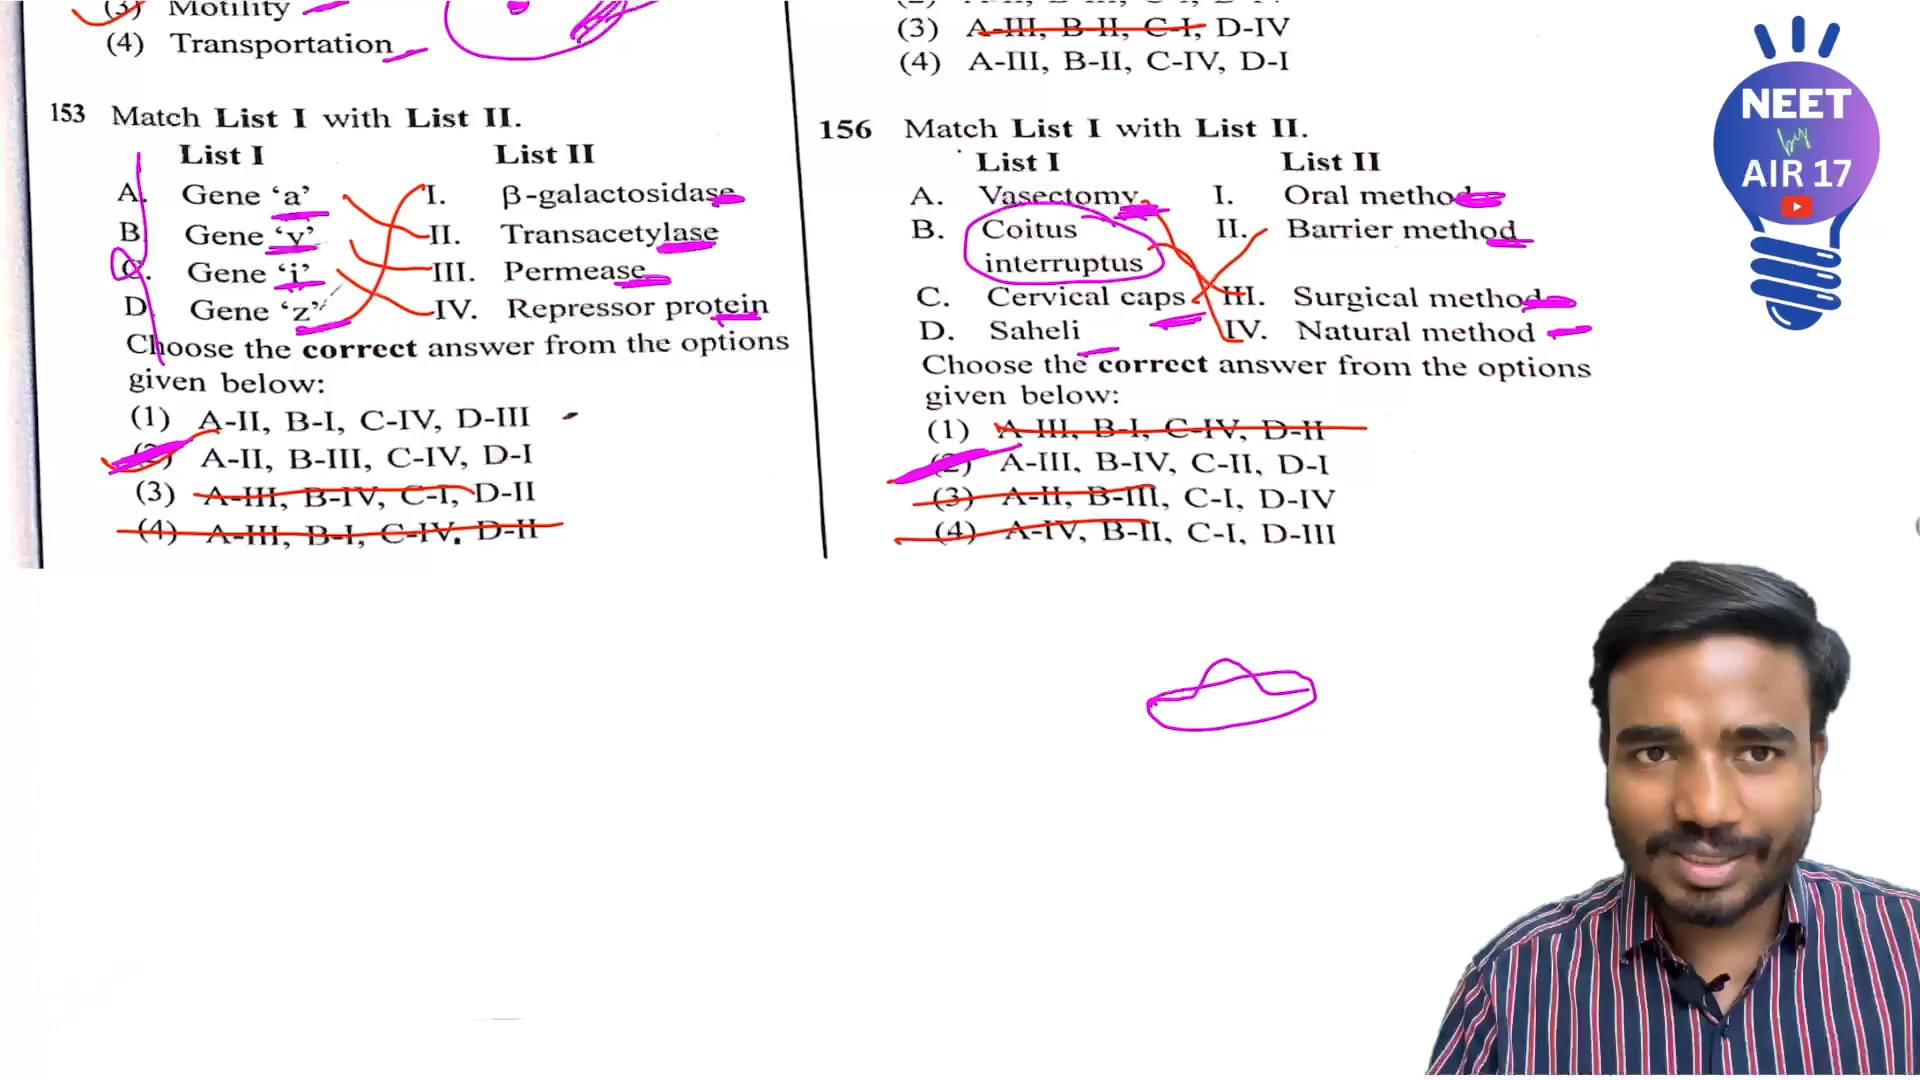 (3) Motility
(4) Transportation
153 Match List I with List II.
List I List II
A. Gene ‘a’ I. β-galactosidase
B. Gene ‘y’ II. Transacetylase
C. Gene ‘i’ III. Permease
D. Gene ‘z’ IV. Repressor protein
Choose the correct answer from the options
given below:
(1) A-II, B-I, C-IV, D-III
(2) A-II, B-III, C-IV, D-I
(3) A-III, B-IV, C-I, D-II
(4) A-III, B-I, C-IV, D-II
(3) A-III, B-II, C-I, D-IV
(4) A-III, B-II, C-IV, D-I
156 Match List I with List II.
List I List II
A. Vasectomy I. Oral method
B. Coitus II. Barrier method
interruptus
C. Cervical caps III. Surgical method
D. Saheli IV. Natural method
Choose the correct answer from the options
given below:
(1) A-III, B-I, C-IV, D-II
(2) A-III, B-IV, C-II, D-I
(3) A-II, B-III, C-I, D-IV
(4) A-IV, B-II, C-I, D-III
NEET
by
AIR 17